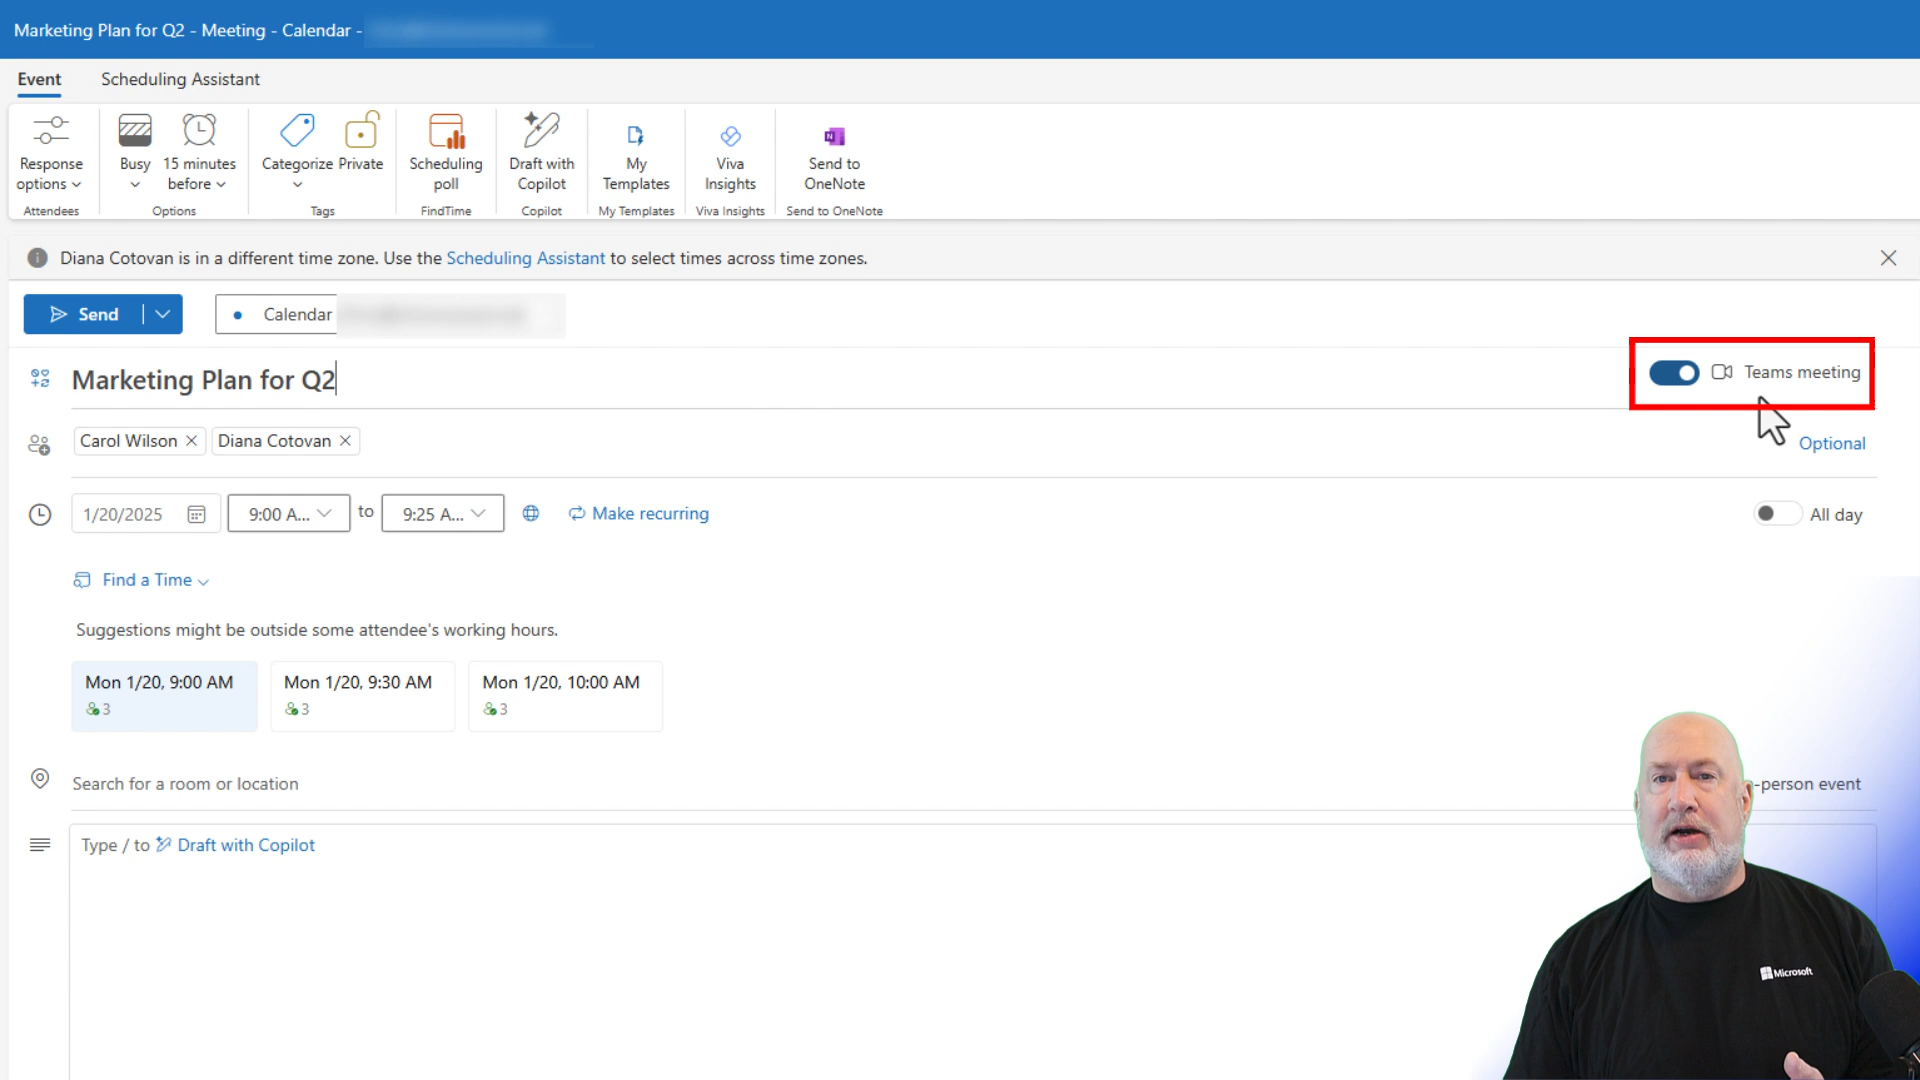 Marketing Plan for Q2 - Meeting - Calendar -
Event Scheduling Assistant
Response options
Busy
15 minutes before
Categorize
Private
Scheduling poll
Draft with Copilot
My Templates
Viva Insights
Send to OneNote
Attendees
Options
Tags
FindTime
Copilot
My Templates
Viva Insights
Send to OneNote
Diana Cotovan is in a different time zone. Use the Scheduling Assistant to select times across time zones.
Send
Calendar
Marketing Plan for Q2
Teams meeting
Carol Wilson
Diana Cotovan
Optional
1/20/2025
9:00 A...
to
9:25 A...
Make recurring
All day
Find a Time
Suggestions might be outside some attendee's working hours.
Mon 1/20, 9:00 AM
3
Mon 1/20, 9:30 AM
3
Mon 1/20, 10:00 AM
3
Search for a room or location
-person event
Type / to Draft with Copilot
Microsoft